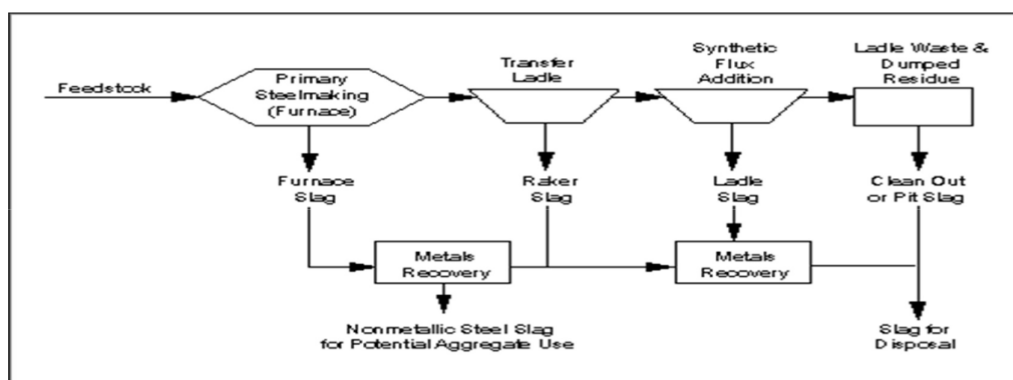 Feedstock
Primary
Steelmaking
(Furnace)
Transfer
Ladle
Synthetic
Flux
Addition
Ladle Waste &
Dumped
Residue
Furnace
Slag
Raker
Slag
Ladle
Slag
Clean Out
or Pit Slag
Metals
Recovery
Metals
Recovery
Nonmetallic Steel Slag
for Potential Aggregate Use
Slag for
Disposal